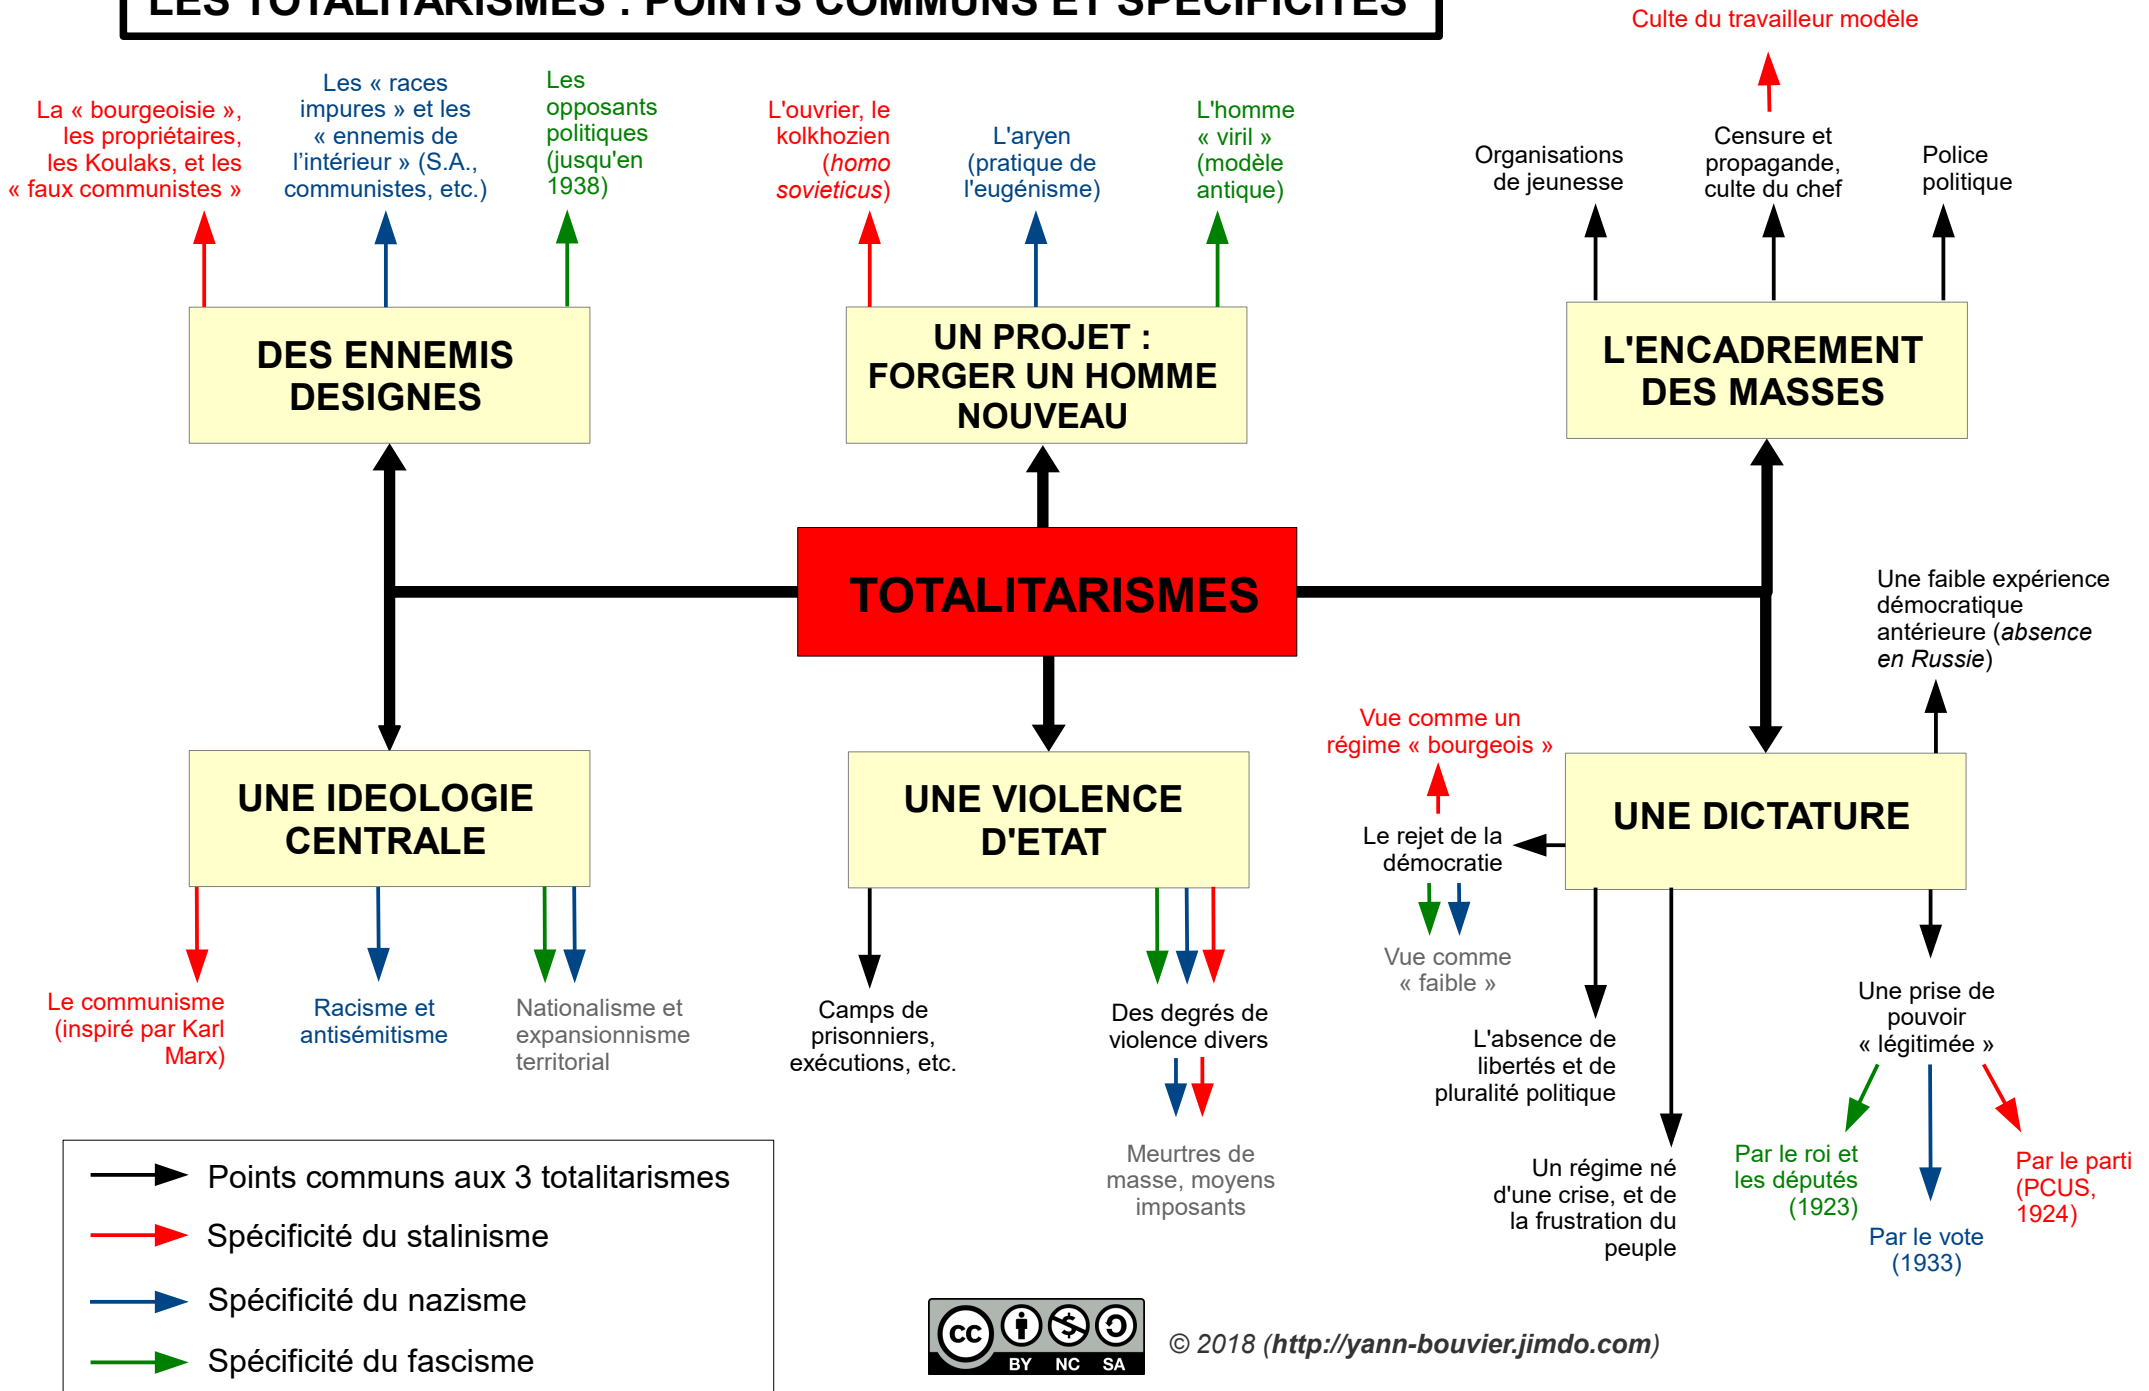 LES TOTALITARISMES : POINTS COMMUNS ET SPECIFICITES
Culte du travailleur modèle
La « bourgeoisie »,
les propriétaires,
les Koulaks, et les
« faux communistes »
Les « races
impures » et les
« ennemis de
l’intérieur » (S.A.,
communistes, etc.)
Les
opposants
politiques
(jusqu'en
1938)
L'ouvrier, le
kolkhozien
(homo
sovieticus)
L'aryen
(pratique de
l'eugénisme)
L'homme
« viril »
(modèle
antique)
Organisations
de jeunesse
Censure et
propagande,
culte du chef
Police
politique
DES ENNEMIS
DESIGNES
UN PROJET :
FORGER UN HOMME
NOUVEAU
L'ENCADREMENT
DES MASSES
TOTALITARISMES
Une faible expérience
démocratique
antérieure (absence
en Russie)
Vue comme un
régime « bourgeois »
UNE IDEOLOGIE
CENTRALE
UNE VIOLENCE
D'ETAT
UNE DICTATURE
Le rejet de la
démocratie
Vue comme
« faible »
Le communisme
(inspiré par Karl
Marx)
Racisme et
antisémitisme
Nationalisme et
expansionnisme
territorial
Camps de
prisonniers,
exécutions, etc.
Des degrés de
violence divers
Meurtres de
masse, moyens
imposants
L'absence de
libertés et de
pluralité politique
Un régime né
d'une crise, et de
la frustration du
peuple
Une prise de
pouvoir
« légitimée »
Par le roi et
les députés
(1923)
Par le vote
(1933)
Par le parti
(PCUS,
1924)
Points communs aux 3 totalitarismes
Spécificité du stalinisme
Spécificité du nazisme
Spécificité du fascisme
cc
BY NC SA
© 2018 (http://yann-bouvier.jimdo.com)